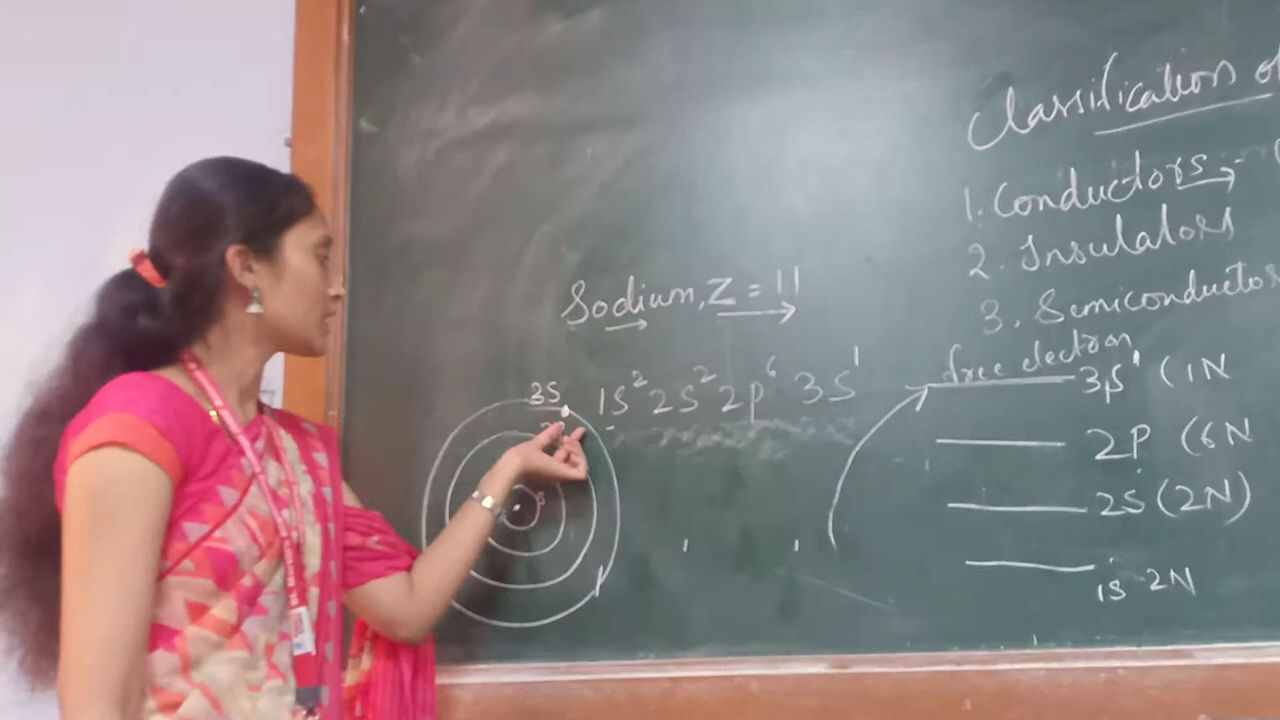 Classification of
1. Conductors →
2. Insulators
3. Semiconductors
Sodium, Z = 11
1S² 2S² 2p⁶ 3S¹
3S
free electron
3s¹ (1N
2P (6N
2S (2N)
1S 2N